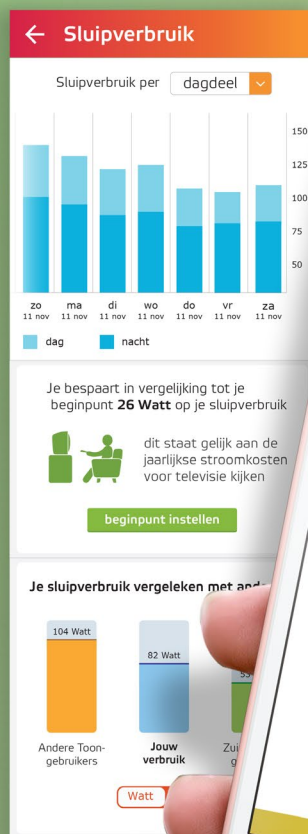 Sluipverbruik
Sluipverbruik per dagdeel
150
125
100
75
50
zo ma di wo do vr za
11 nov 11 nov 11 nov 11 nov 11 nov 11 nov 11 nov
dag nacht
Je bespaart in vergelijking tot je
beginpunt 26 Watt op je sluipverbruik
dit staat gelijk aan de
jaarlijkse stroomkosten
voor televisie kijken
beginpunt instellen
Je sluipverbruik vergeleken met
104 Watt
82 Watt
Andere Toon-
gebruikers
Jouw
verbruik
Watt